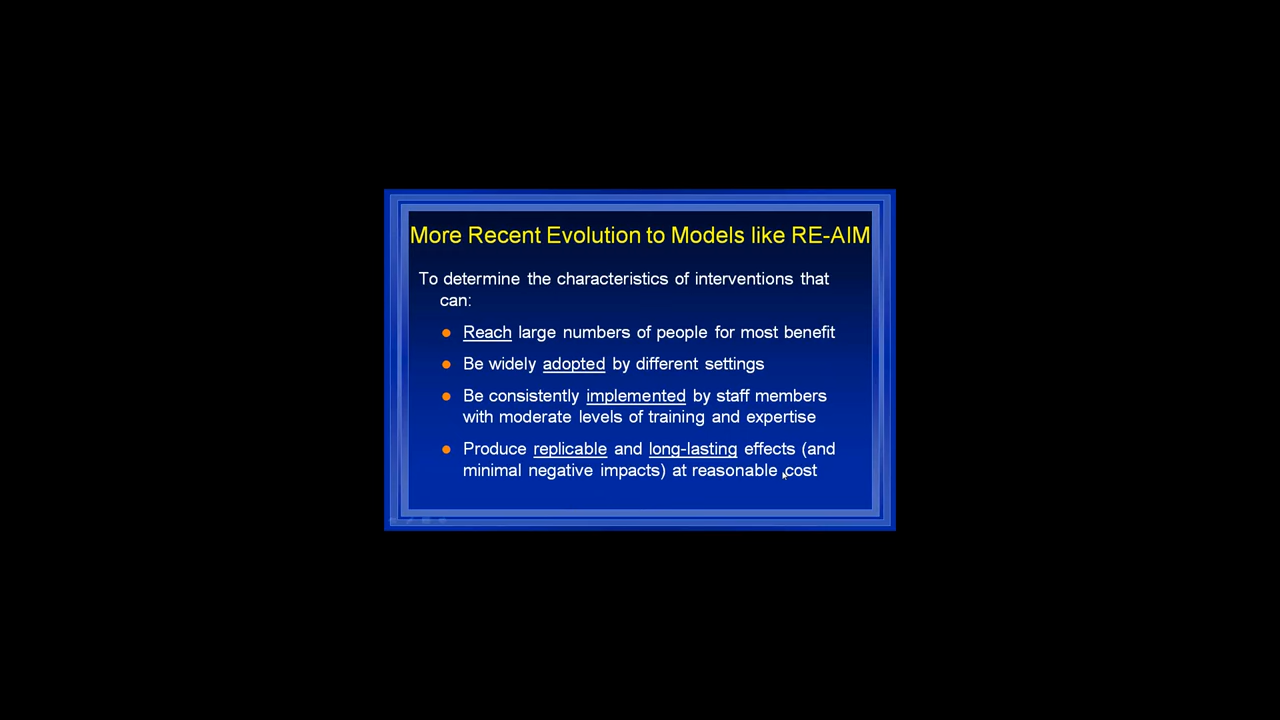 More Recent Evolution to Models like RE-AIM
To determine the characteristics of interventions that
can:
Reach large numbers of people for most benefit
Be widely adopted by different settings
Be consistently implemented by staff members
with moderate levels of training and expertise
Produce replicable and long-lasting effects (and
minimal negative impacts) at reasonable cost